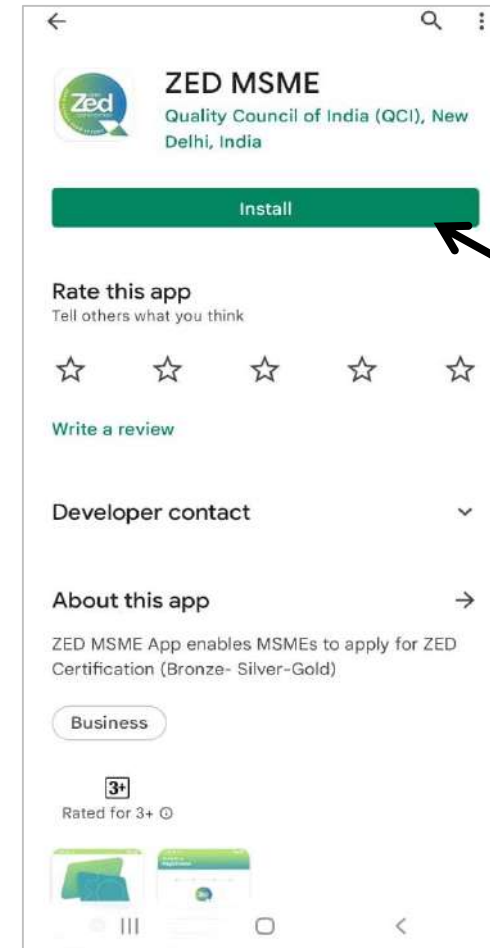 Zed
ZED MSME
Quality Council of India (QCI), New
Delhi, India
Install
Rate this app
Tell others what you think
Write a review
Developer contact
About this app
ZED MSME App enables MSMEs to apply for ZED
Certification (Bronze- Silver-Gold)
Business
3+
Rated for 3+